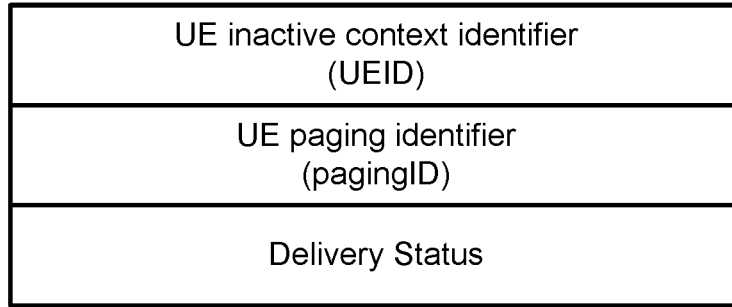 UE inactive context identifier
(UEID)
UE paging identifier
(pagingID)
Delivery Status